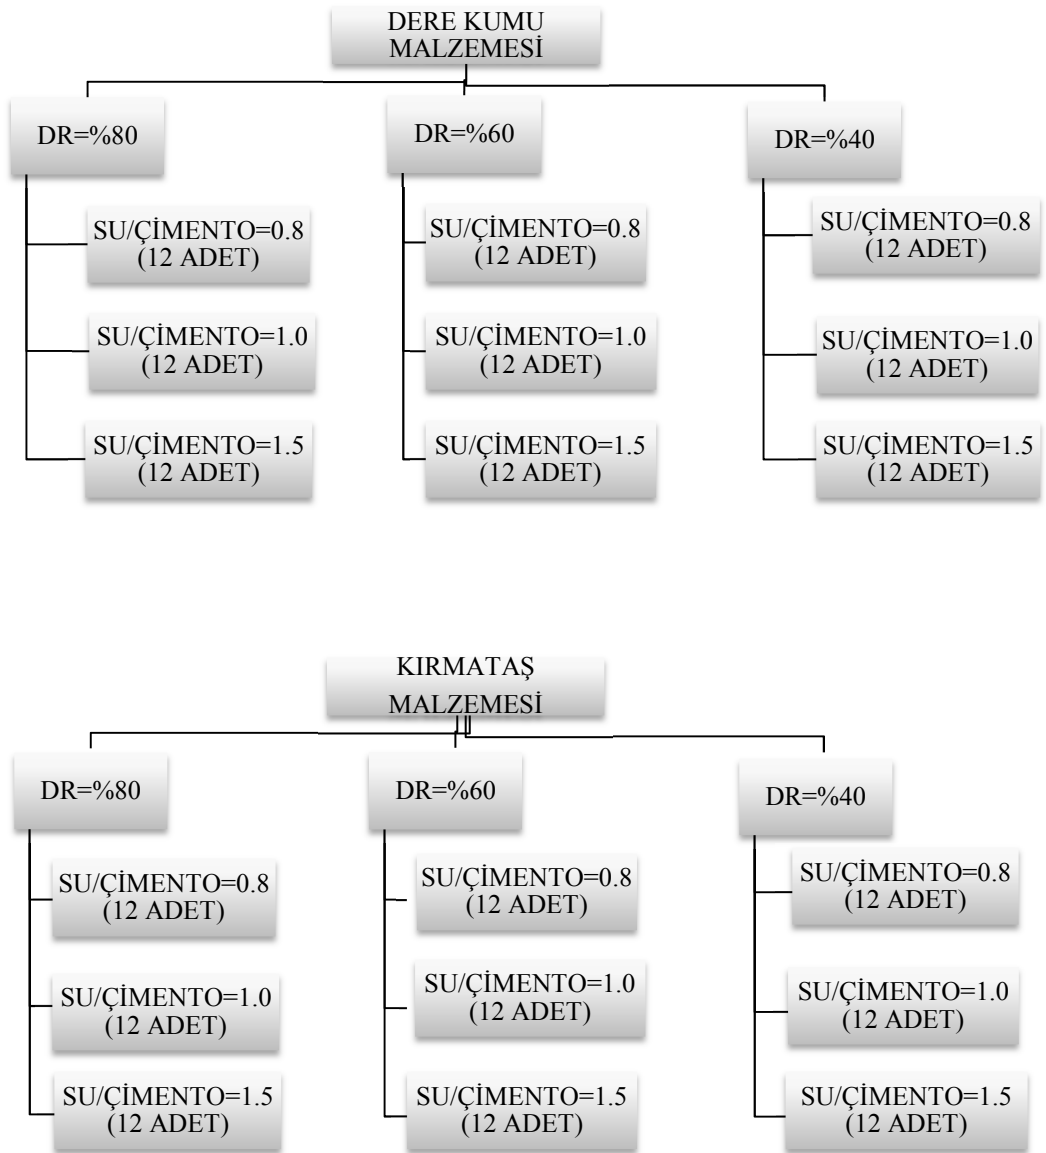 DERE KUMU
MALZEMESİ
DR=%80
DR=%60
DR=%40
SU/ÇİMENTO=0.8
(12 ADET)
SU/ÇİMENTO=0.8
(12 ADET)
SU/ÇİMENTO=0.8
(12 ADET)
SU/ÇİMENTO=1.0
(12 ADET)
SU/ÇİMENTO=1.0
(12 ADET)
SU/ÇİMENTO=1.0
(12 ADET)
SU/ÇİMENTO=1.5
(12 ADET)
SU/ÇİMENTO=1.5
(12 ADET)
SU/ÇİMENTO=1.5
(12 ADET)
KIRMATAŞ
MALZEMESİ
DR=%80
DR=%60
DR=%40
SU/ÇİMENTO=0.8
(12 ADET)
SU/ÇİMENTO=0.8
(12 ADET)
SU/ÇİMENTO=0.8
(12 ADET)
SU/ÇİMENTO=1.0
(12 ADET)
SU/ÇİMENTO=1.0
(12 ADET)
SU/ÇİMENTO=1.0
(12 ADET)
SU/ÇİMENTO=1.5
(12 ADET)
SU/ÇİMENTO=1.5
(12 ADET)
SU/ÇİMENTO=1.5
(12 ADET)